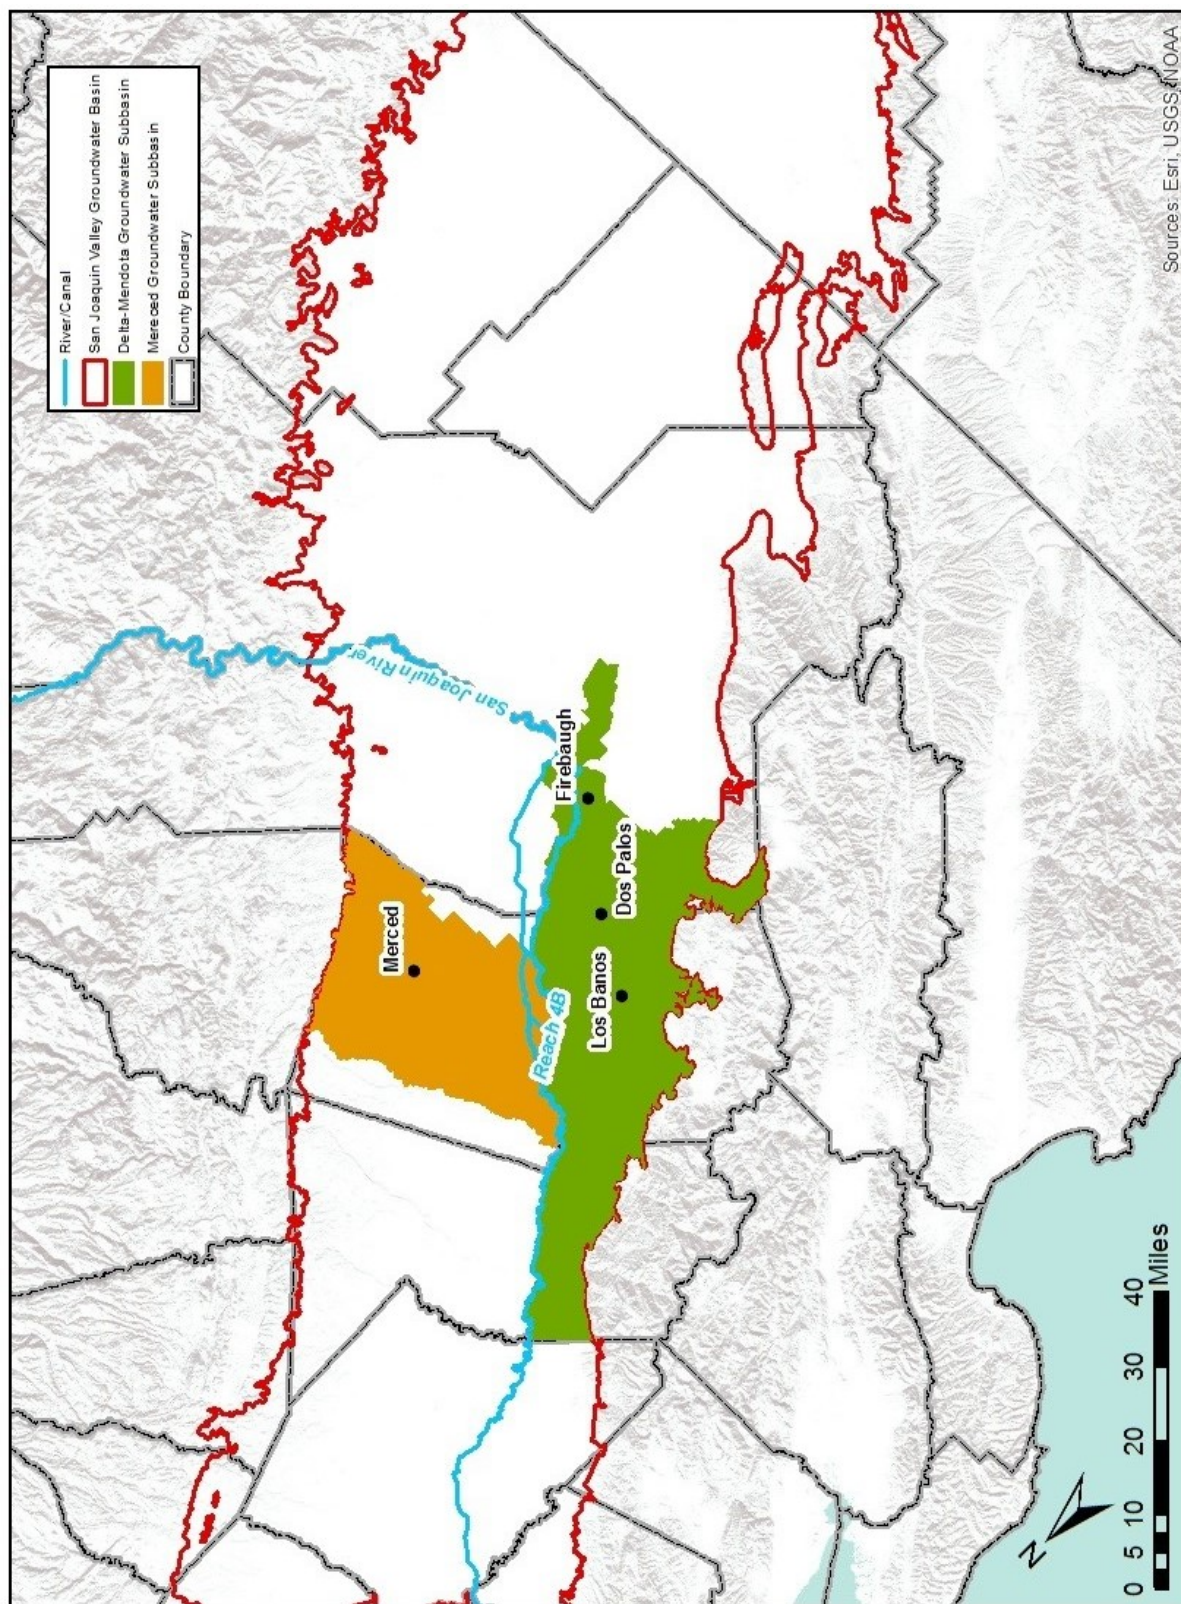 River/Canal
San Joaquin Valley Groundwater Basin
Delta-Mendota Groundwater Subbasin
Mereced Groundwater Subbasin
County Boundary
San Joaquin River
Firebaugh
Merced
Dos Palos
Los Banos
Reach 4B
N
0 5 10 20 30 40
Miles
Sources: Esri, USGS, NOAA